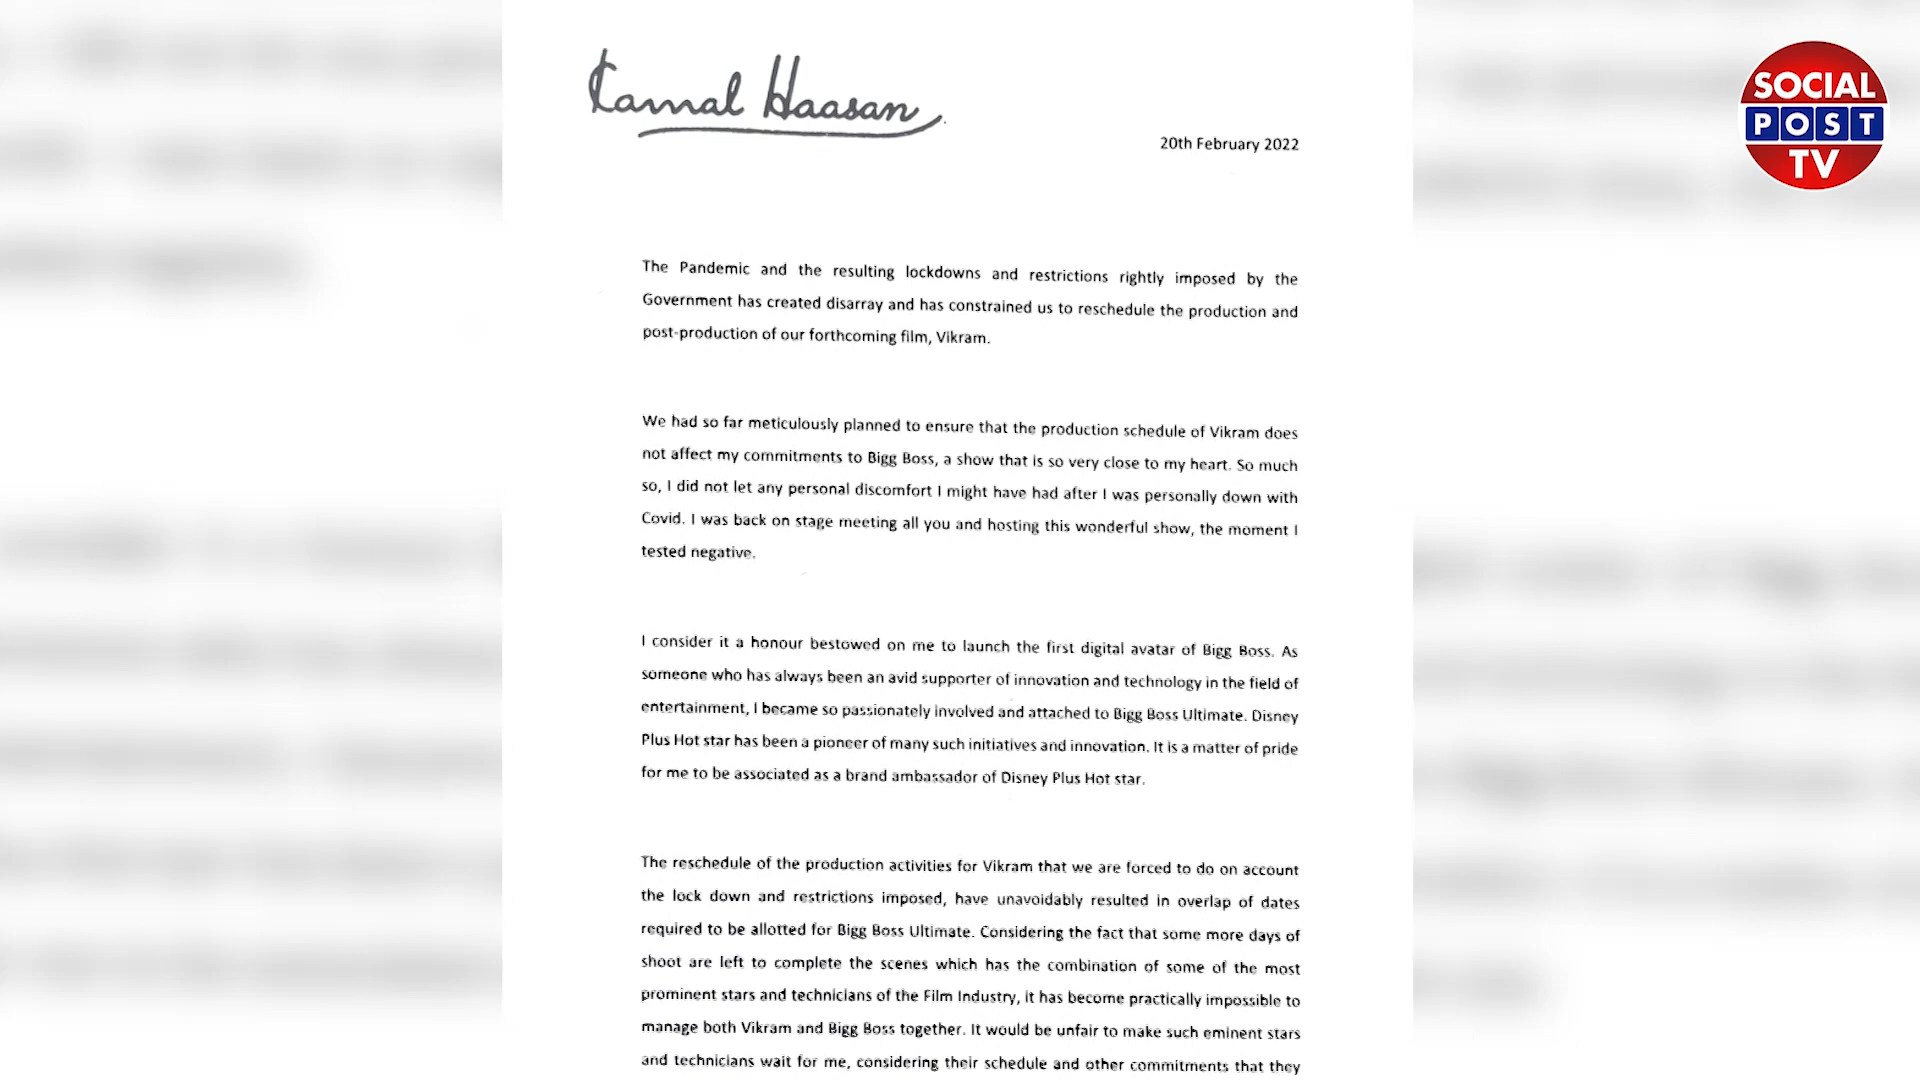 Kamal Haasan
20th February 2022
SOCIAL
POST
TV
The Pandemic and the resulting lockdowns and restrictions rightly imposed by the
Government has created disarray and has constrained us to reschedule the production and
post-production of our forthcoming film, Vikram.
We had so far meticulously planned to ensure that the production schedule of Vikram does
not affect my commitments to Bigg Boss, a show that is so very close to my heart. So much
so, I did not let any personal discomfort I might have had after I was personally down with
Covid. I was back on stage meeting all you and hosting this wonderful show, the moment I
tested negative.
I consider it a honour bestowed on me to launch the first digital avatar of Bigg Boss. As
someone who has always been an avid supporter of innovation and technology in the field of
entertainment, I became so passionately involved and attached to Bigg Boss Ultimate. Disney
Plus Hot star has been a pioneer of many such initiatives and innovation. It is a matter of pride
for me to be associated as a brand ambassador of Disney Plus Hot star.
The reschedule of the production activities for Vikram that we are forced to do on account
the lock down and restrictions imposed, have unavoidably resulted in overlap of dates
required to be allotted for Bigg Boss Ultimate. Considering the fact that some more days of
shoot are left to complete the scenes which has the combination of some of the most
prominent stars and technicians of the Film Industry, it has become practically impossible to
manage both Vikram and Bigg Boss together. It would be unfair to make such eminent stars
and technicians wait for me, considering their schedule and other commitments that they